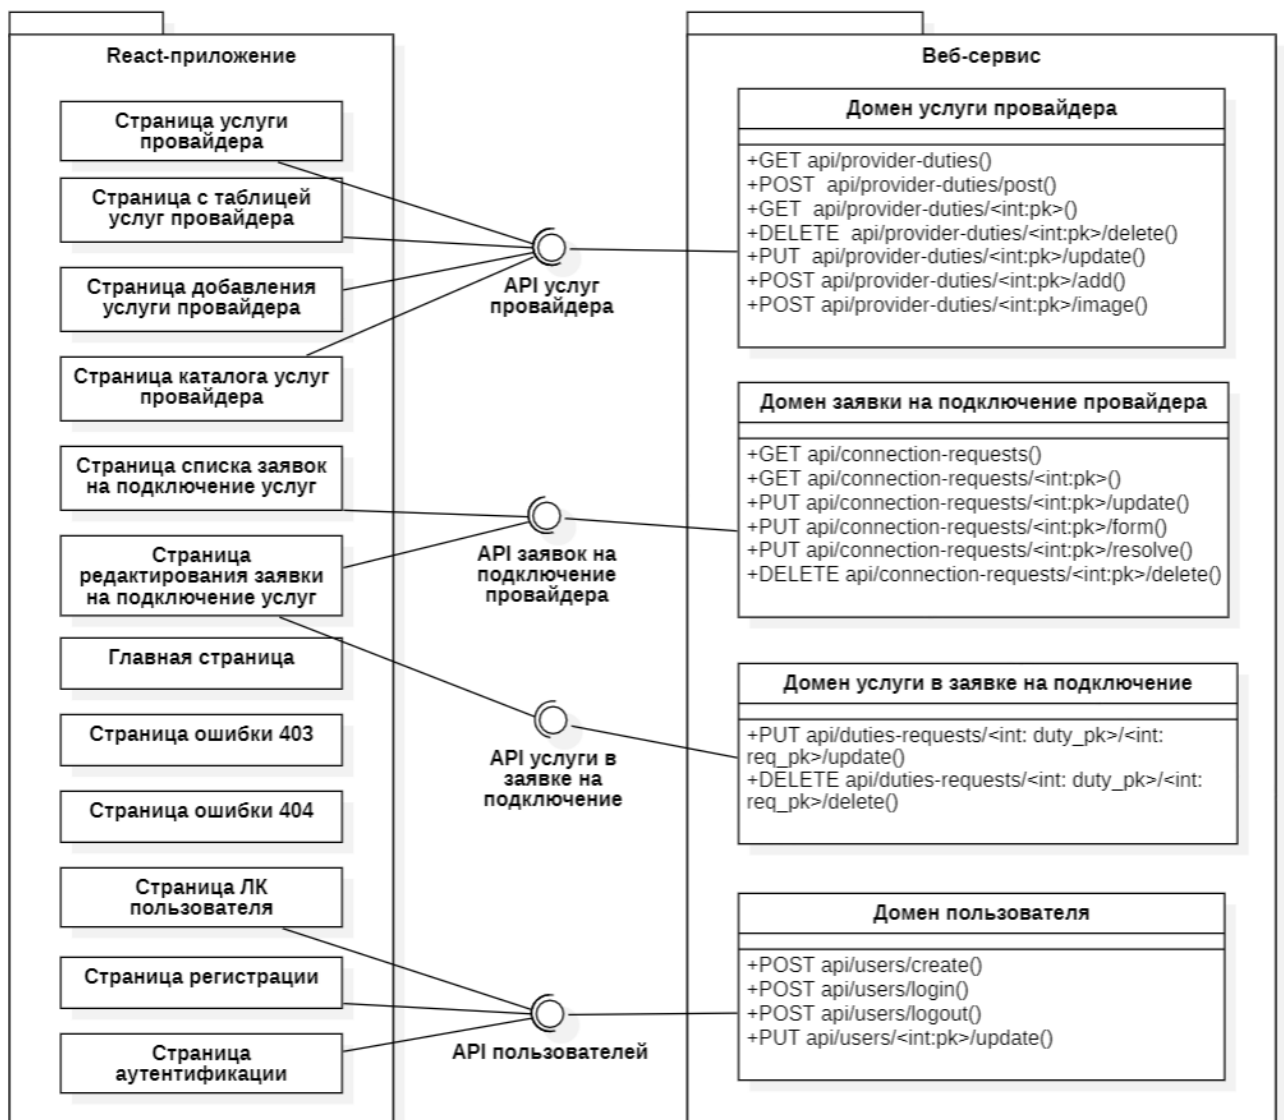 React-приложение
Страница услуги
провайдера
Страница с таблицей
услуг провайдера
Страница добавления
услуги провайдера
Страница каталога услуг
провайдера
Страница списка заявок
на подключение услуг
Страница
редактирования заявки
на подключение услуг
Главная страница
Страница ошибки 403
Страница ошибки 404
Страница ЛК
пользователя
Страница регистрации
Страница
аутентификации
API услуг
провайдера
API заявок на
подключение
провайдера
API услуги в
заявке на
подключение
API пользователей
Веб-сервис
Домен услуги провайдера
+GET api/provider-duties()
+POST  api/provider-duties/post()
+GET  api/provider-duties/<int:pk>()
+DELETE  api/provider-duties/<int:pk>/delete()
+PUT  api/provider-duties/<int:pk>/update()
+POST api/provider-duties/<int:pk>/add()
+POST api/provider-duties/<int:pk>/image()
Домен заявки на подключение провайдера
+GET api/connection-requests()
+GET api/connection-requests/<int:pk>()
+PUT api/connection-requests/<int:pk>/update()
+PUT api/connection-requests/<int:pk>/form()
+PUT api/connection-requests/<int:pk>/resolve()
+DELETE api/connection-requests/<int:pk>/delete()
Домен услуги в заявке на подключение
+PUT api/duties-requests/<int: duty_pk>/<int:
req_pk>/update()
+DELETE api/duties-requests/<int: duty_pk>/<int:
req_pk>/delete()
Домен пользователя
+POST api/users/create()
+POST api/users/login()
+POST api/users/logout()
+PUT api/users/<int:pk>/update()